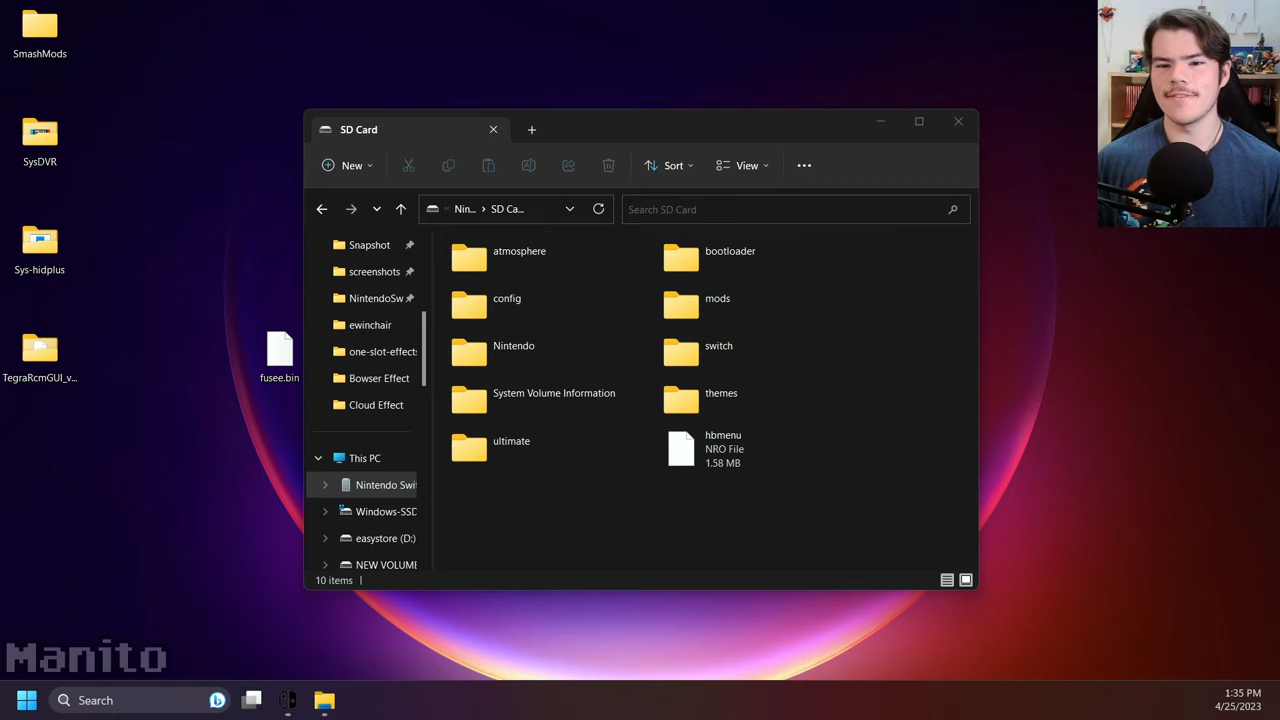 SmashMods
SysDVR
Sys-hidplus
TegraRcmGUI_v...
fusee.bin
SD Card
New
Sort
View
Nin...
SD Ca...
Search SD Card
Snapshot
screenshots
NintendoSw
ewinchair
one-slot-effects
Bowser Effect
Cloud Effect
This PC
Nintendo Swi
Windows-SSD
easystore (D:)
NEW VOLUME
atmosphere
bootloader
config
mods
Nintendo
switch
System Volume Information
themes
ultimate
hbmenu
NRO File
1.58 MB
10 items
Manito
Search
1:35 PM
4/25/2023